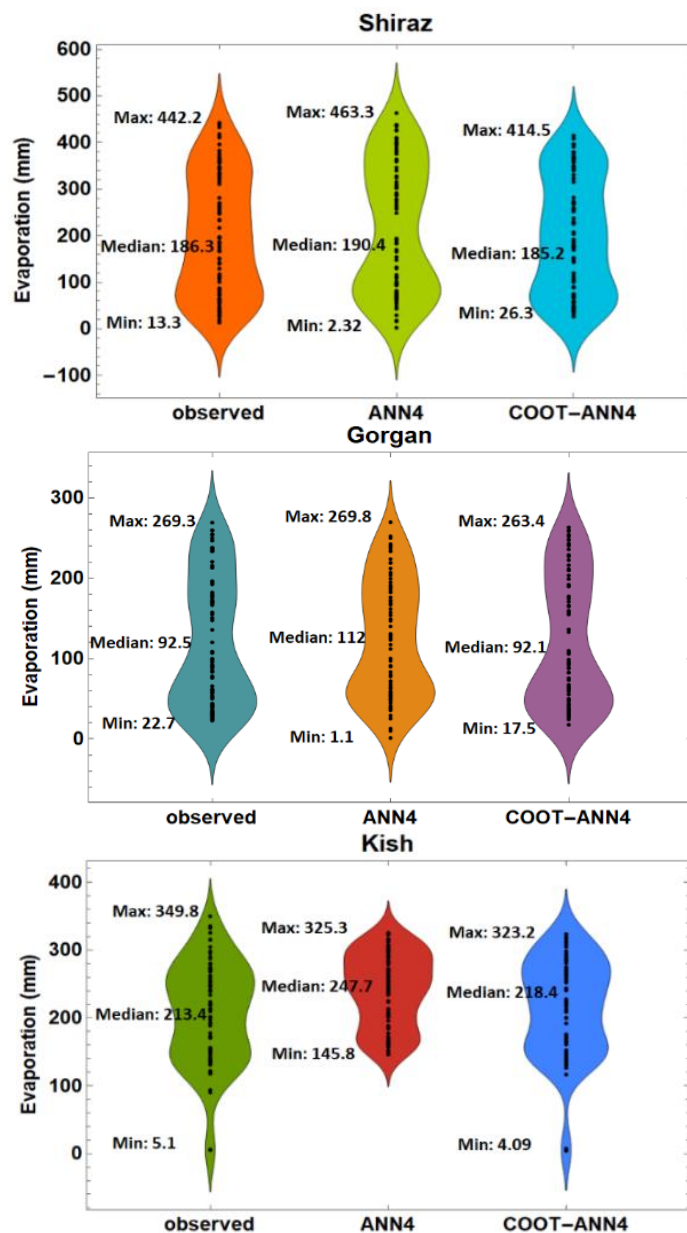 Shiraz
600
500
400
300
200
100
0
−100
Evaporation (mm)
Max: 442.2
Median: 186.3
Min: 13.3
Max: 463.3
Median: 190.4
Min: 2.32
Max: 414.5
Median: 185.2
Min: 26.3
observed ANN4 COOT−ANN4
Gorgan
300
200
100
0
Evaporation (mm)
Max: 269.3
Median: 92.5
Min: 22.7
Max: 269.8
Median: 112
Min: 1.1
Max: 263.4
Median: 92.1
Min: 17.5
observed ANN4 COOT−ANN4
Kish
400
300
200
100
0
Evaporation (mm)
Max: 349.8
Median: 213.4
Min: 5.1
Max: 325.3
Median: 247.7
Min: 145.8
Max: 323.2
Median: 218.4
Min: 4.09
observed ANN4 COOT−ANN4